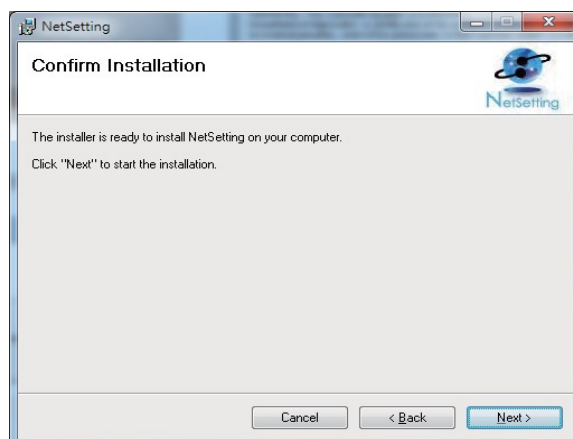 NetSetting
Confirm Installation
NetSetting
The installer is ready to install NetSetting on your computer.
Click "Next" to start the installation.
Cancel
< Back
Next >